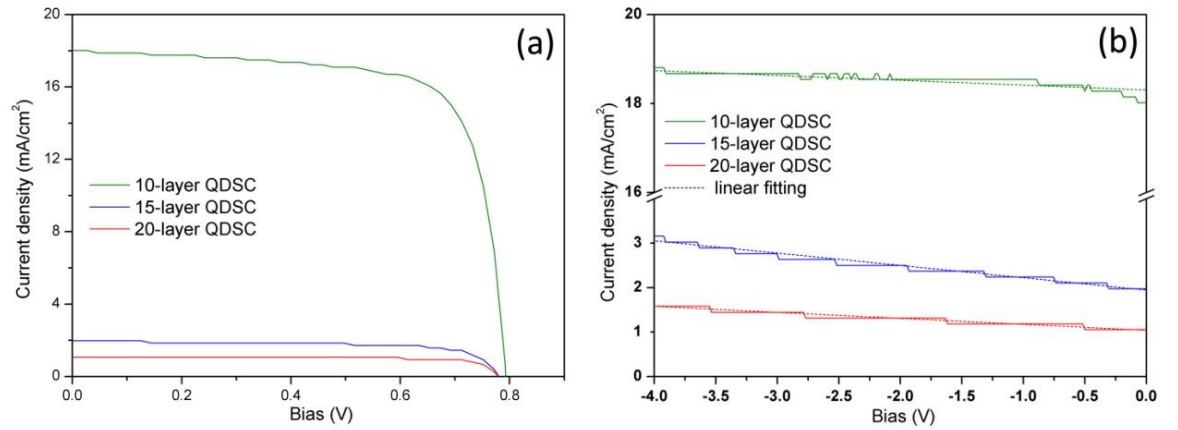 (a)
20
16
12
8
4
0
Current density (mA/cm²)
10-layer QDSC
15-layer QDSC
20-layer QDSC
0.0 0.2 0.4 0.6 0.8
Bias (V)
(b)
20
18
16
3
2
1
0
Current density (mA/cm²)
10-layer QDSC
15-layer QDSC
20-layer QDSC
linear fitting
-4.0 -3.5 -3.0 -2.5 -2.0 -1.5 -1.0 -0.5 0.0
Bias (V)